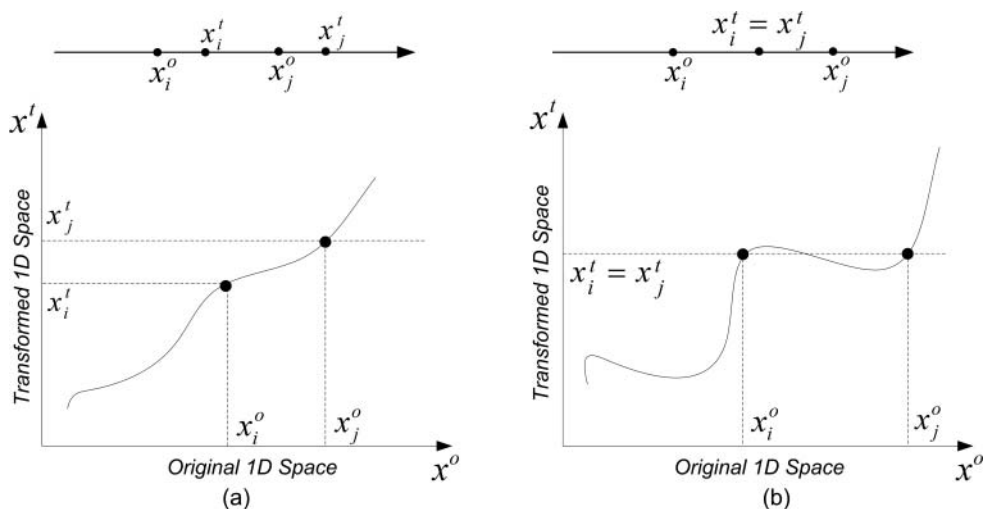 x_i^t x_j^t
x_i^o x_j^o
x^t
Transformed 1D Space
x_j^t
x_i^t
x_i^o x_j^o
Original 1D Space
x^o
(a)
x_i^t = x_j^t
x_i^o x_j^o
x^t
Transformed 1D Space
x_i^t = x_j^t
x_i^o x_j^o
Original 1D Space
x^o
(b)